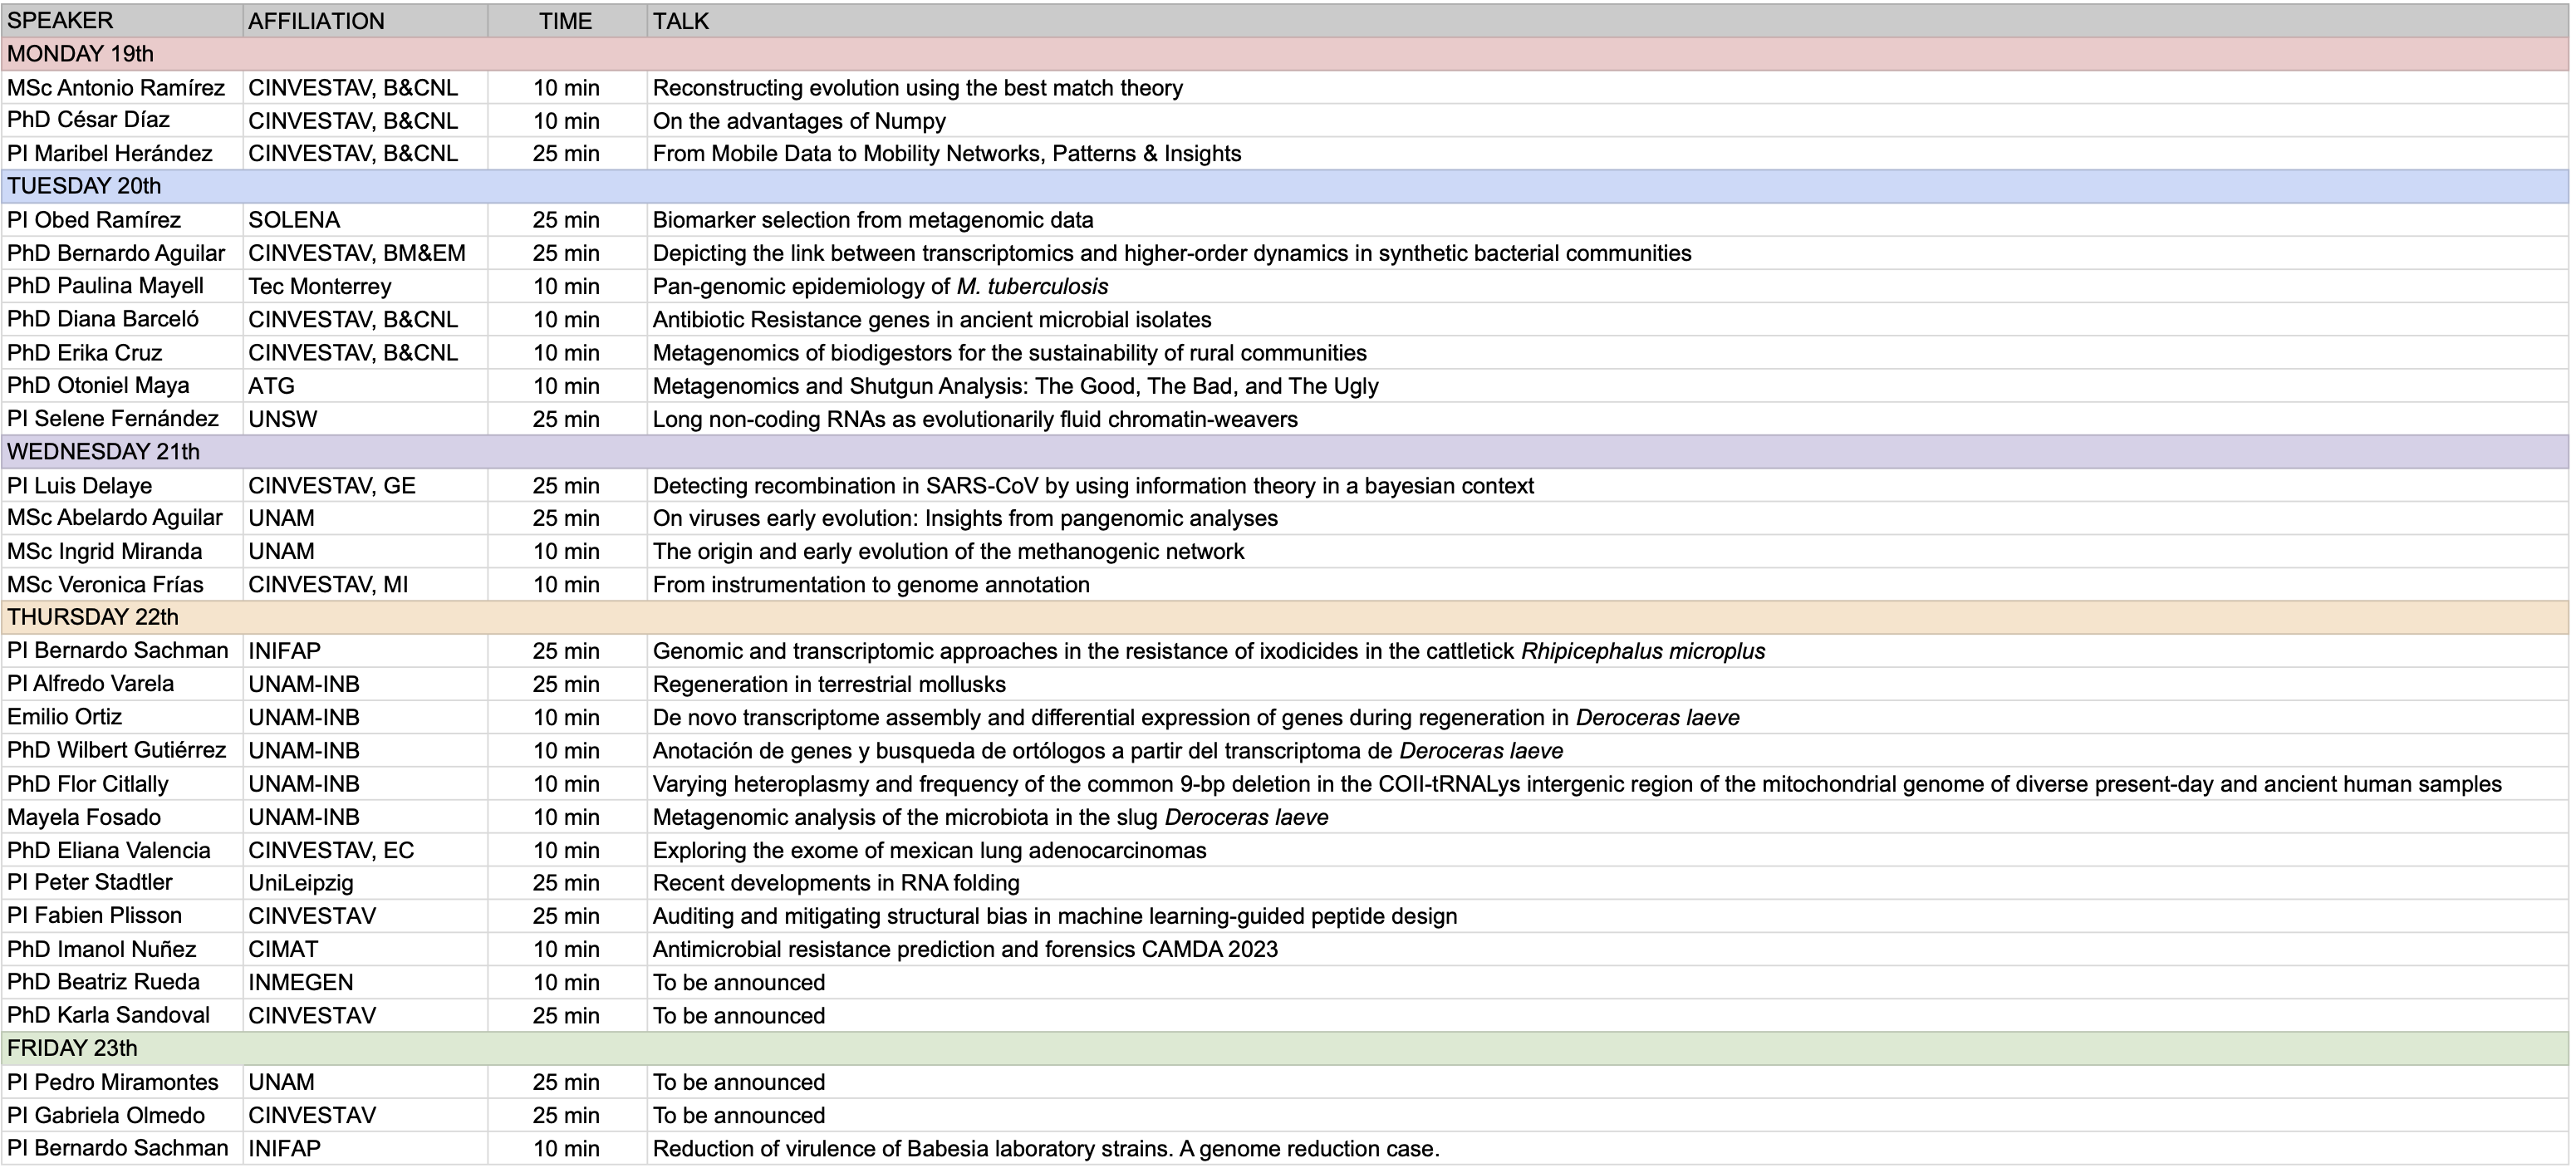 SPEAKER AFFILIATION TIME TALK
MONDAY 19th
MSc Antonio Ramírez CINVESTAV, B&CNL 10 min Reconstructing evolution using the best match theory
PhD César Díaz CINVESTAV, B&CNL 10 min On the advantages of Numpy
PI Maribel Herández CINVESTAV, B&CNL 25 min From Mobile Data to Mobility Networks, Patterns & Insights
TUESDAY 20th
PI Obed Ramírez SOLENA 25 min Biomarker selection from metagenomic data
PhD Bernardo Aguilar CINVESTAV, BM&EM 25 min Depicting the link between transcriptomics and higher-order dynamics in synthetic bacterial communities
PhD Paulina Mayell Tec Monterrey 10 min Pan-genomic epidemiology of M. tuberculosis
PhD Diana Barceló CINVESTAV, B&CNL 10 min Antibiotic Resistance genes in ancient microbial isolates
PhD Erika Cruz CINVESTAV, B&CNL 10 min Metagenomics of biodigestors for the sustainability of rural communities
PhD Otoniel Maya ATG 10 min Metagenomics and Shutgun Analysis: The Good, The Bad, and The Ugly
PI Selene Fernández UNSW 25 min Long non-coding RNAs as evolutionarily fluid chromatin-weavers
WEDNESDAY 21th
PI Luis Delaye CINVESTAV, GE 25 min Detecting recombination in SARS-CoV by using information theory in a bayesian context
MSc Abelardo Aguilar UNAM 25 min On viruses early evolution: Insights from pangenomic analyses
MSc Ingrid Miranda UNAM 10 min The origin and early evolution of the methanogenic network
MSc Veronica Frías CINVESTAV, MI 10 min From instrumentation to genome annotation
THURSDAY 22th
PI Bernardo Sachman INIFAP 25 min Genomic and transcriptomic approaches in the resistance of ixodicides in the cattletick Rhipicephalus microplus
PI Alfredo Varela UNAM-INB 25 min Regeneration in terrestrial mollusks
Emilio Ortiz UNAM-INB 10 min De novo transcriptome assembly and differential expression of genes during regeneration in Deroceras laeve
PhD Wilbert Gutiérrez UNAM-INB 10 min Anotación de genes y busqueda de ortólogos a partir del transcriptoma de Deroceras laeve
PhD Flor Citlally UNAM-INB 10 min Varying heteroplasmy and frequency of the common 9-bp deletion in the COII-tRNALys intergenic region of the mitochondrial genome of diverse present-day and ancient human samples
Mayela Fosado UNAM-INB 10 min Metagenomic analysis of the microbiota in the slug Deroceras laeve
PhD Eliana Valencia CINVESTAV, EC 10 min Exploring the exome of mexican lung adenocarcinomas
PI Peter Stadtler UniLeipzig 25 min Recent developments in RNA folding
PI Fabien Plisson CINVESTAV 25 min Auditing and mitigating structural bias in machine learning-guided peptide design
PhD Imanol Nuñez CIMAT 10 min Antimicrobial resistance prediction and forensics CAMDA 2023
PhD Beatriz Rueda INMEGEN 10 min To be announced
PhD Karla Sandoval CINVESTAV 25 min To be announced
FRIDAY 23th
PI Pedro Miramontes UNAM 25 min To be announced
PI Gabriela Olmedo CINVESTAV 25 min To be announced
PI Bernardo Sachman INIFAP 10 min Reduction of virulence of Babesia laboratory strains. A genome reduction case.